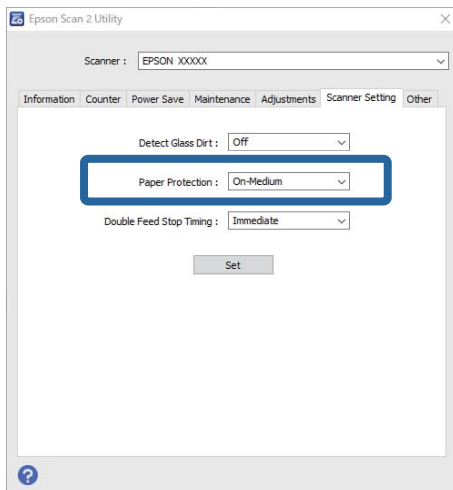 Epson Scan 2 Utility
Scanner : EPSON XXXXX
Information Counter Power Save Maintenance Adjustments Scanner Setting Other
Detect Glass Dirt : Off
Paper Protection : On-Medium
Double Feed Stop Timing : Immediate
Set
?